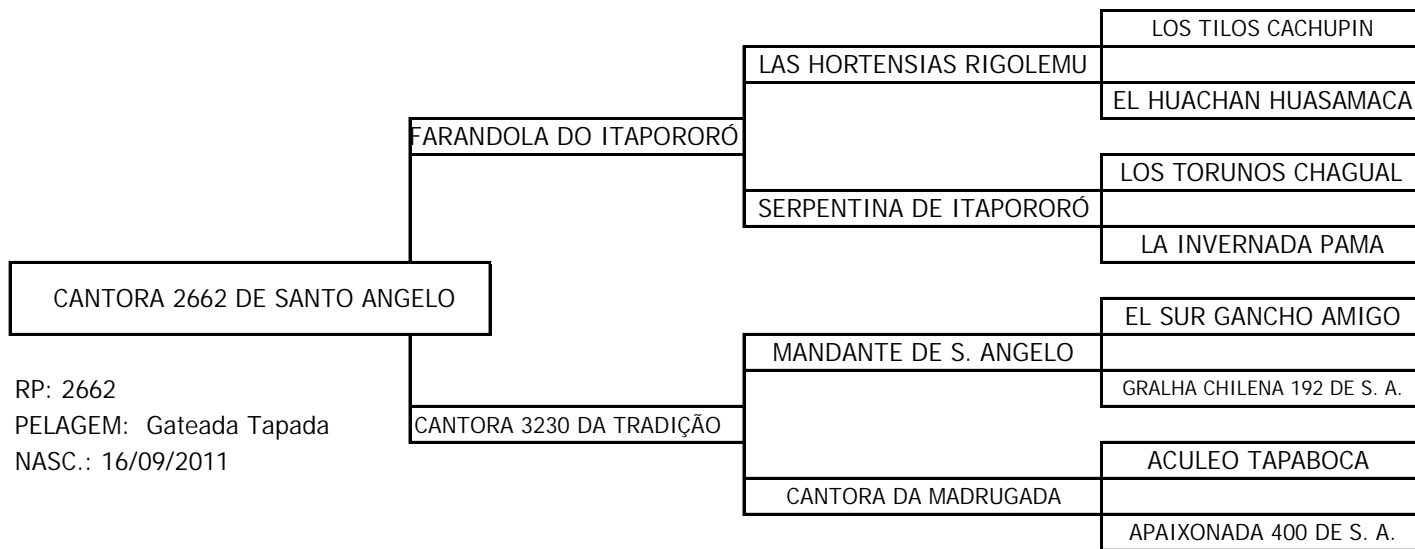 LOS TILOS CACHUPIN
LAS HORTENSIAS RIGOLEMU
EL HUACHAN HUASAMACA
FARANDOLA DO ITAPORORÓ
LOS TORUNOS CHAGUAL
SERPENTINA DE ITAPORORÓ
LA INVERNADA PAMA
CANTORA 2662 DE SANTO ANGELO
EL SUR GANCHO AMIGO
MANDANTE DE S. ANGELO
RP: 2662
GRALHA CHILENA 192 DE S. A.
PELAGEM: Gateada Tapada
CANTORA 3230 DA TRADIÇÃO
NASC.: 16/09/2011
ACULEO TAPABOCA
CANTORA DA MADRUGADA
APAIXONADA 400 DE S. A.